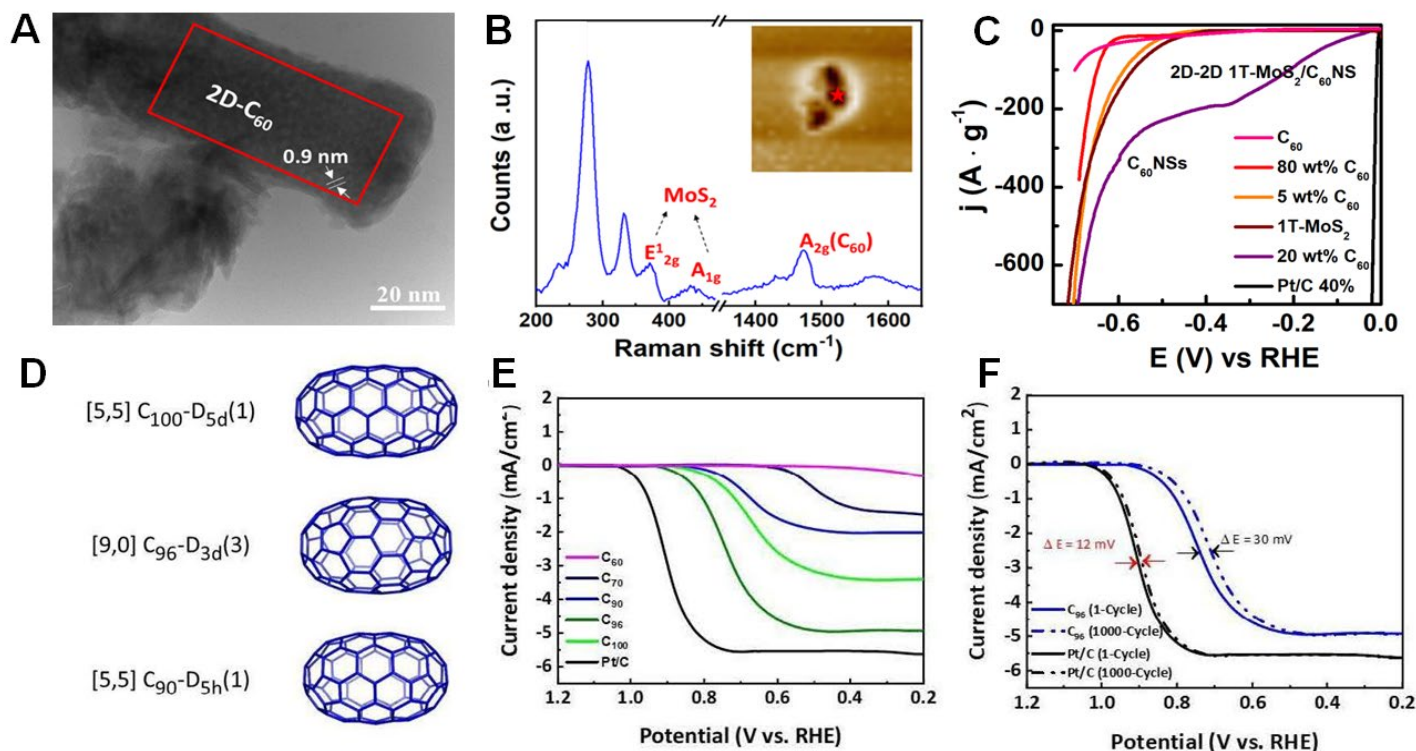 A
2D-C60
0.9 nm
20 nm
B
Counts (a .u.)
MoS2
E12g
A1g
A2g(C60)
200 300 400 1400 1500 1600
Raman shift (cm-1)
C
j (A · g-1)
0
-200
-400
-600
2D-2D 1T-MoS2/C60NS
C60NSs
C60
80 wt% C60
5 wt% C60
1T-MoS2
20 wt% C60
Pt/C 40%
-0.6 -0.4 -0.2 0.0
E (V) vs RHE
D
[5,5] C100-D5d(1)
[9,0] C96-D3d(3)
[5,5] C90-D5h(1)
E
Current density (mA/cm-
2
1
0
-1
-2
-3
-4
-5
-6
C60
C70
C90
C96
C100
Pt/C
1.2 1.0 0.8 0.6 0.4 0.2
Potential (V vs. RHE)
F
Current density (mA/cm2)
2
1
0
-1
-2
-3
-4
-5
-6
Δ E = 12 mV
Δ E = 30 mV
C96 (1-Cycle)
C96 (1000-Cycle)
Pt/C (1-Cycle)
Pt/C (1000-Cycle)
1.2 1.0 0.8 0.6 0.4 0.2
Potential (V vs. RHE)